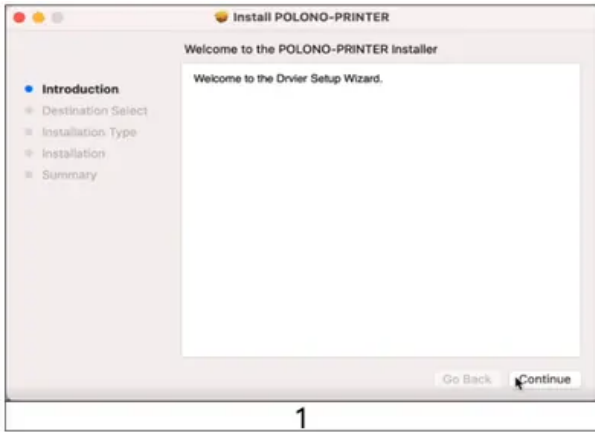 Install POLONO-PRINTER
Welcome to the POLONO-PRINTER Installer
Introduction
Destination Select
Installation Type
Installation
Summary
Welcome to the Drvier Setup Wizard.
Go Back
Continue
1